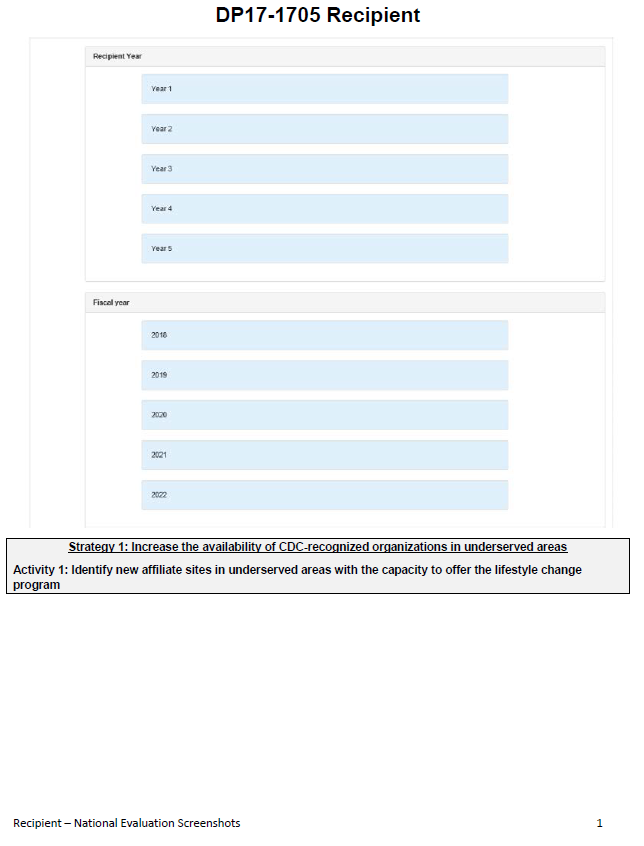 DP17-1705 Recipient
Recipient Year
Year 1
Year 2
Year 3
Year 4
Year 5
Fiscal year
2018
2019
2020
2021
2022
Strategy 1: Increase the availability of CDC-recognized organizations in underserved areas
Activity 1: Identify new affiliate sites in underserved areas with the capacity to offer the lifestyle change
program
Recipient – National Evaluation Screenshots 1